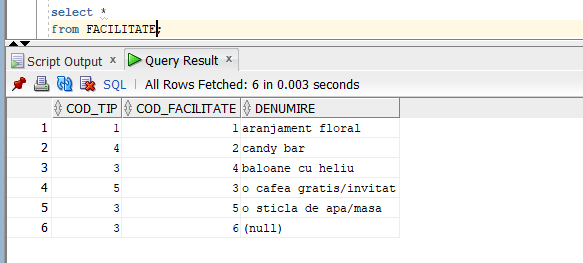 select *
from FACILITATE;
Script Output x Query Result x
SQL | All Rows Fetched: 6 in 0.003 seconds
COD_TIP COD_FACILITATE DENUMIRE
1 1 1 aranjament floral
2 4 2 candy bar
3 3 4 baloane cu heliu
4 5 3 o cafea gratis/invitat
5 3 5 o sticla de apa/masa
6 3 6 (null)